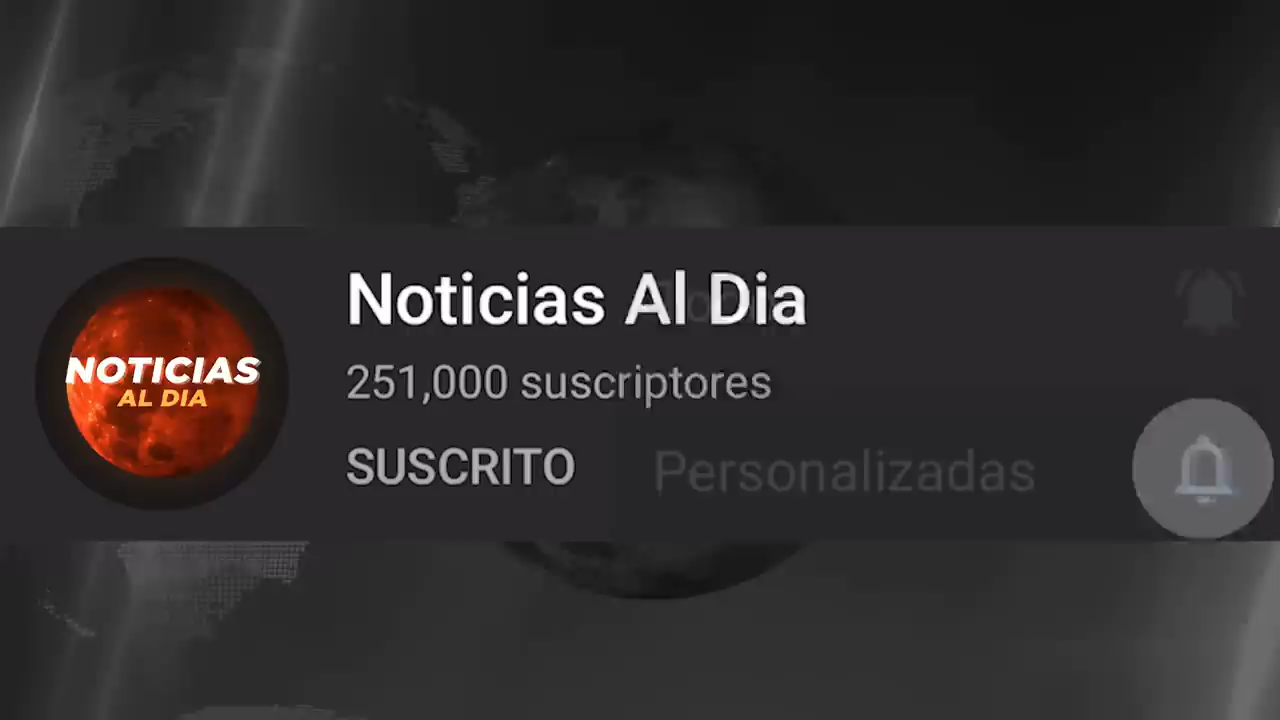 NOTICIAS
AL DIA
Noticias Al Dia
251,000 suscriptores
SUSCRITO
Personalizadas